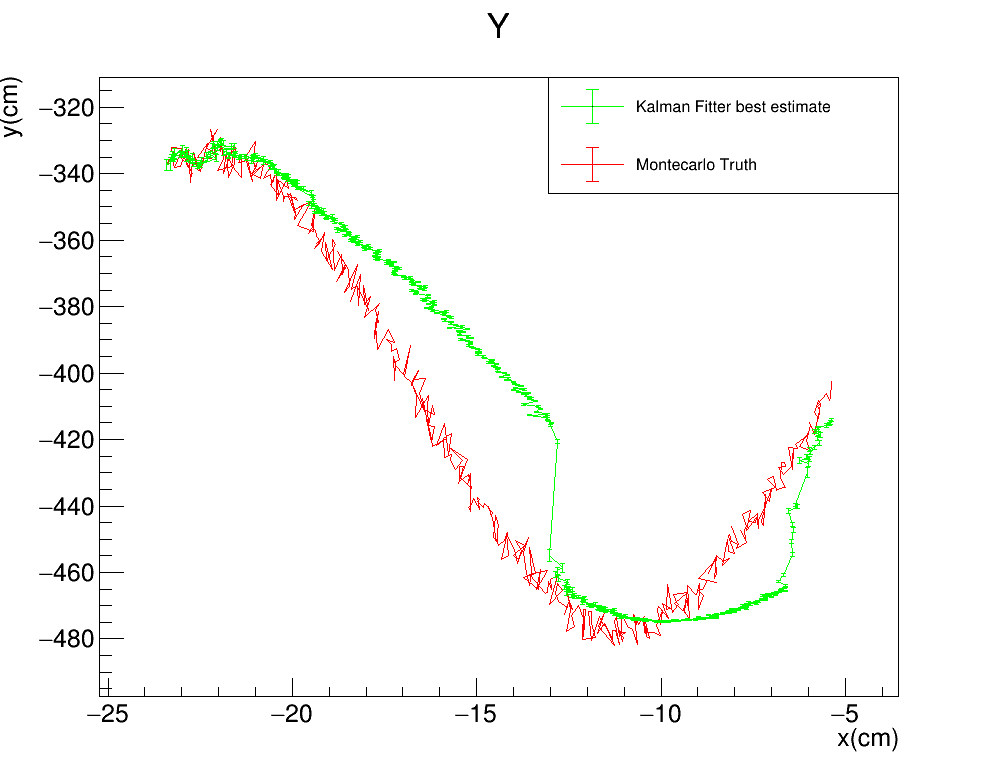 Y
y(cm)
Kalman Fitter best estimate
Montecarlo Truth
−320
−340
−360
−380
−400
−420
−440
−460
−480
−25 −20 −15 −10 −5
x(cm)